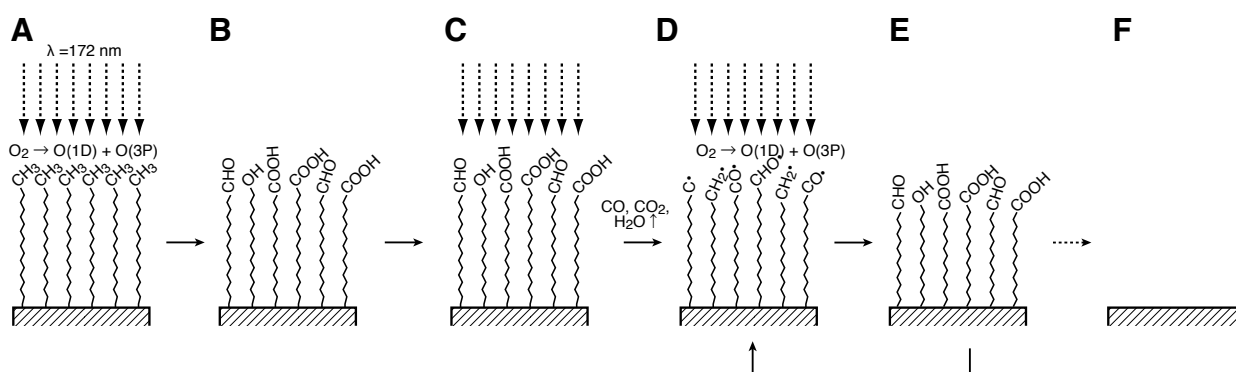 A
B
C
D
E
F
λ =172 nm
O2 → O(1D) + O(3P)
CH3
CH3
CH3
CH3
CH3
CH3
CHO
OH
COOH
COOH
CHO
COOH
CHO
OH
COOH
COOH
CHO
COOH
CO, CO2,
H2O ↑
O2 → O(1D) + O(3P)
C•
CH2•
CO•
CHO•
CH2•
CO•
CHO
OH
COOH
COOH
CHO
COOH